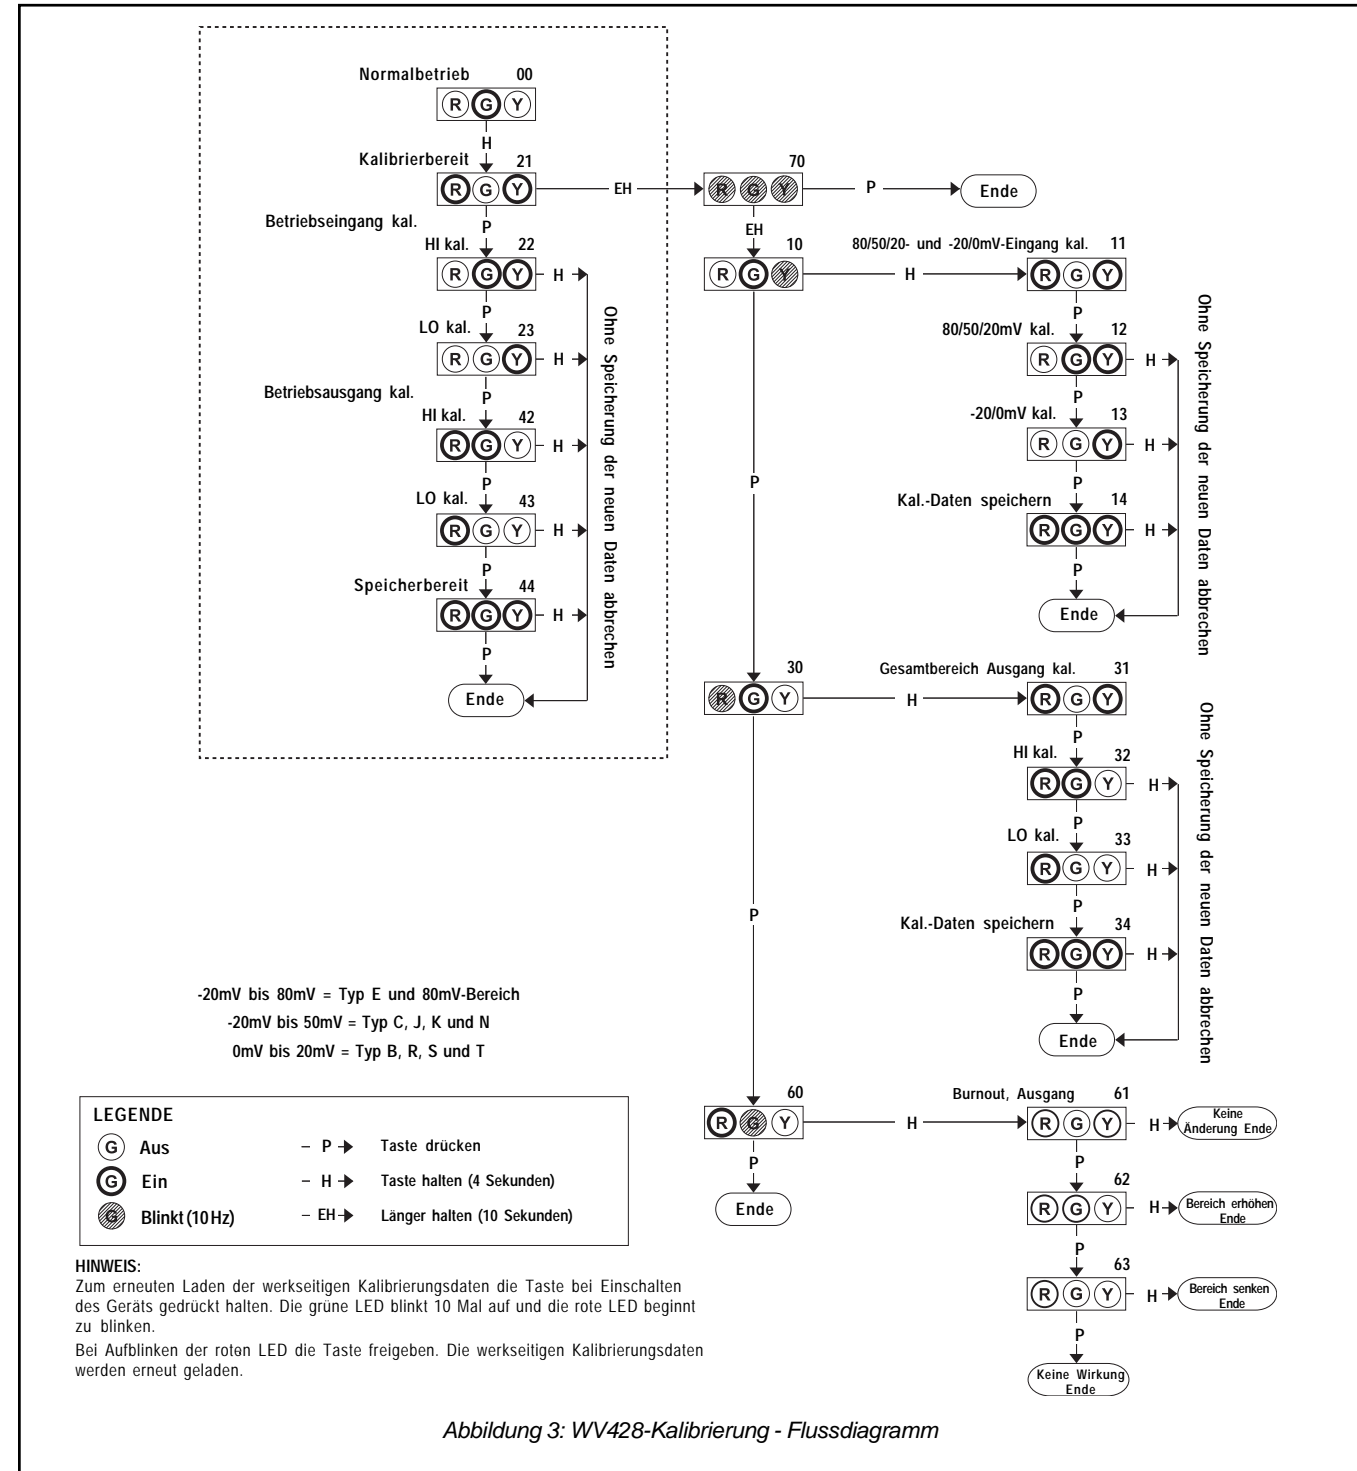 Normalbetrieb 00
R G Y
H
Kalibrierbereit 21
R G Y
EH
70
R G Y
P
Ende
Betriebseingang kal.
P
HI kal. 22
R G Y
H
P
LO kal. 23
R G Y
H
Betriebsausgang kal.
P
HI kal. 42
R G Y
H
P
LO kal. 43
R G Y
H
P
Speicherbereit 44
R G Y
H
P
Ende
Ohne Speicherung der neuen Daten abbrechen
EH
10
R G Y
H
80/50/20- und -20/0mV-Eingang kal. 11
R G Y
P
80/50/20mV kal. 12
R G Y
H
P
-20/0mV kal. 13
R G Y
H
P
Kal.-Daten speichern 14
R G Y
H
P
Ende
Ohne Speicherung der neuen Daten abbrechen
P
30
R G Y
H
Gesamtbereich Ausgang kal. 31
R G Y
P
HI kal. 32
R G Y
H
P
LO kal. 33
R G Y
H
P
Kal.-Daten speichern 34
R G Y
H
P
Ende
Ohne Speicherung der neuen Daten abbrechen
P
60
R G Y
P
Ende
H
Burnout, Ausgang 61
R G Y
H
Keine
Änderung Ende
P
62
R G Y
H
Bereich erhöhen
Ende
P
63
R G Y
H
Bereich senken
Ende
P
Keine Wirkung
Ende
-20mV bis 80mV = Typ E und 80mV-Bereich
-20mV bis 50mV = Typ C, J, K und N
0mV bis 20mV = Typ B, R, S und T
LEGENDE
G Aus – P Taste drücken
G Ein – H Taste halten (4 Sekunden)
G Blinkt (10Hz) – EH Länger halten (10 Sekunden)
HINWEIS:
Zum erneuten Laden der werkseitigen Kalibrierungsdaten die Taste bei Einschalten
des Geräts gedrückt halten. Die grüne LED blinkt 10 Mal auf und die rote LED beginnt
zu blinken.
Bei Aufblinken der roten LED die Taste freigeben. Die werkseitigen Kalibrierungsdaten
werden erneut geladen.
Abbildung 3: WV428-Kalibrierung - Flussdiagramm